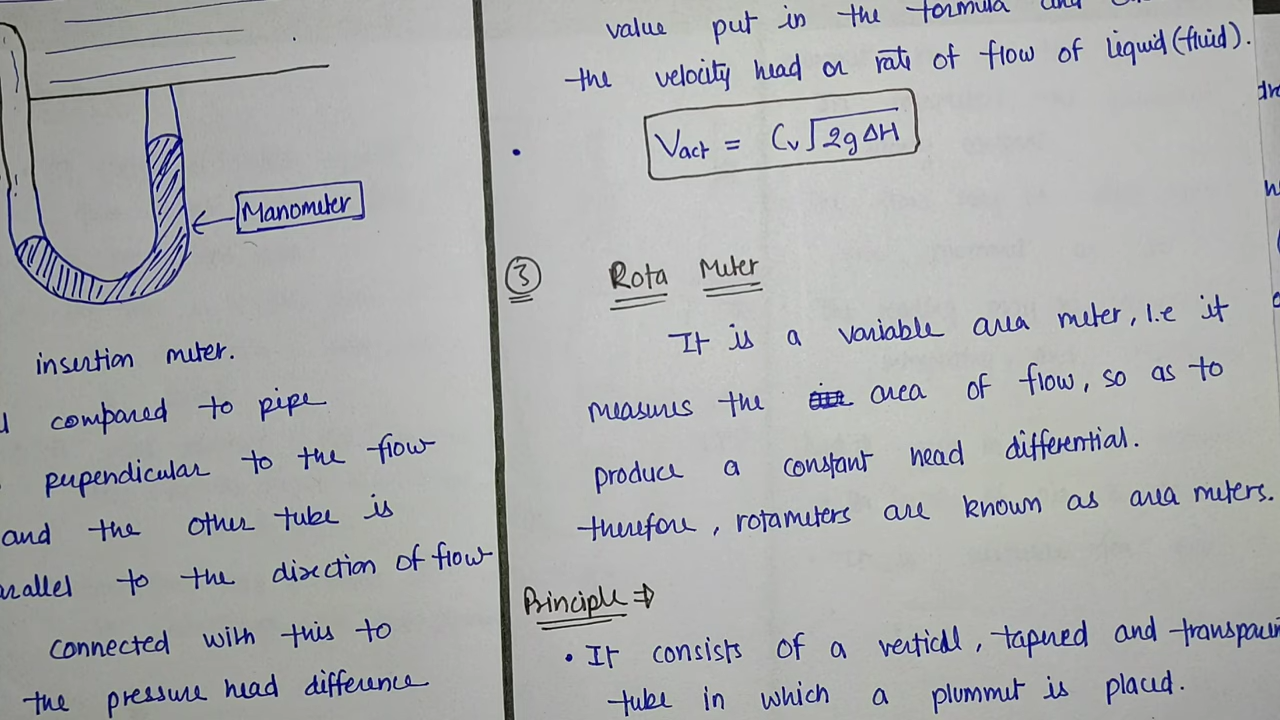 Manometer
insertion meter.
compared to pipe
perpendicular to the flow
and the other tube is
to the direction of flow
connected with this to
the pressure head difference
value put in the formula and
the velocity head or rate of flow of liquid (fluid).
Vact = Cv√2gΔH
③ Rota Meter
It is a variable area meter, i.e it
measures the area of flow, so as to
produce a constant head differential.
therefore, rotameters are known as area meters.
Principle ⇒
• It consists of a vertical, tapered and
tube in which a plummet is placed.